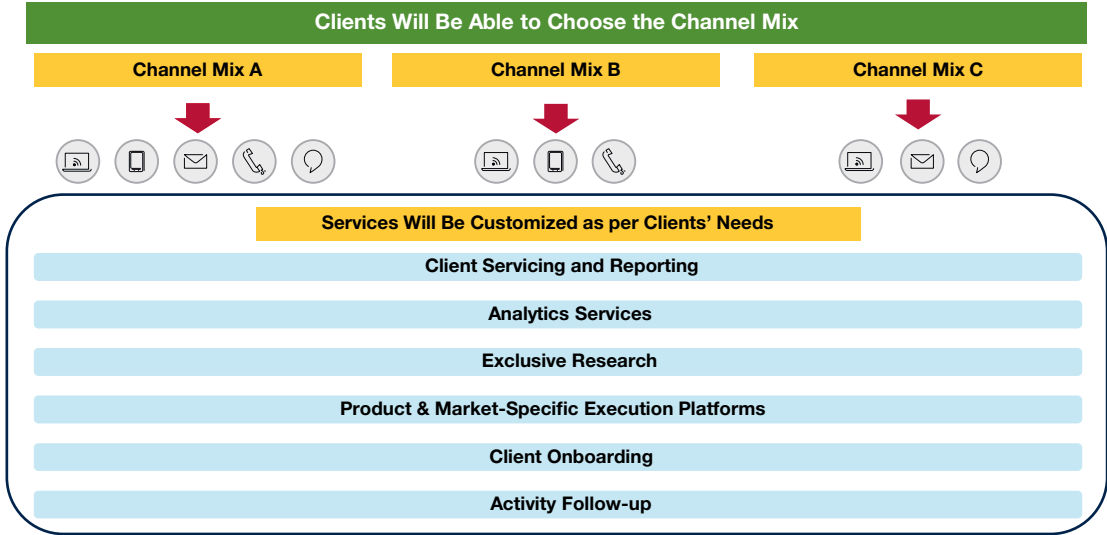 Clients Will Be Able to Choose the Channel Mix
Channel Mix A
Channel Mix B
Channel Mix C
Services Will Be Customized as per Clients’ Needs
Client Servicing and Reporting
Analytics Services
Exclusive Research
Product & Market-Specific Execution Platforms
Client Onboarding
Activity Follow-up